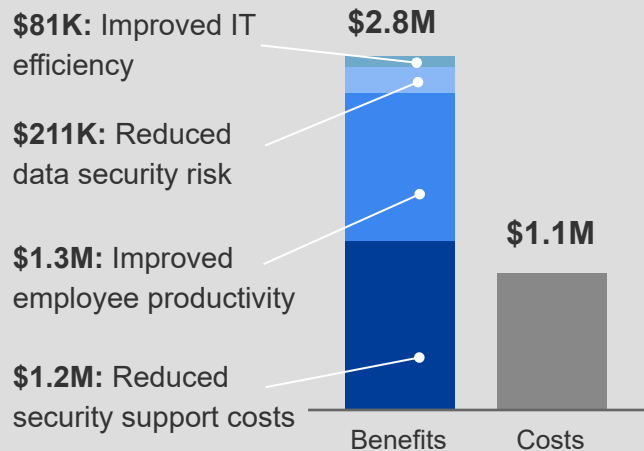 $81K: Improved IT
efficiency
$2.8M
$211K: Reduced
data security risk
$1.3M: Improved
employee productivity
$1.1M
$1.2M: Reduced
security support costs
Benefits
Costs